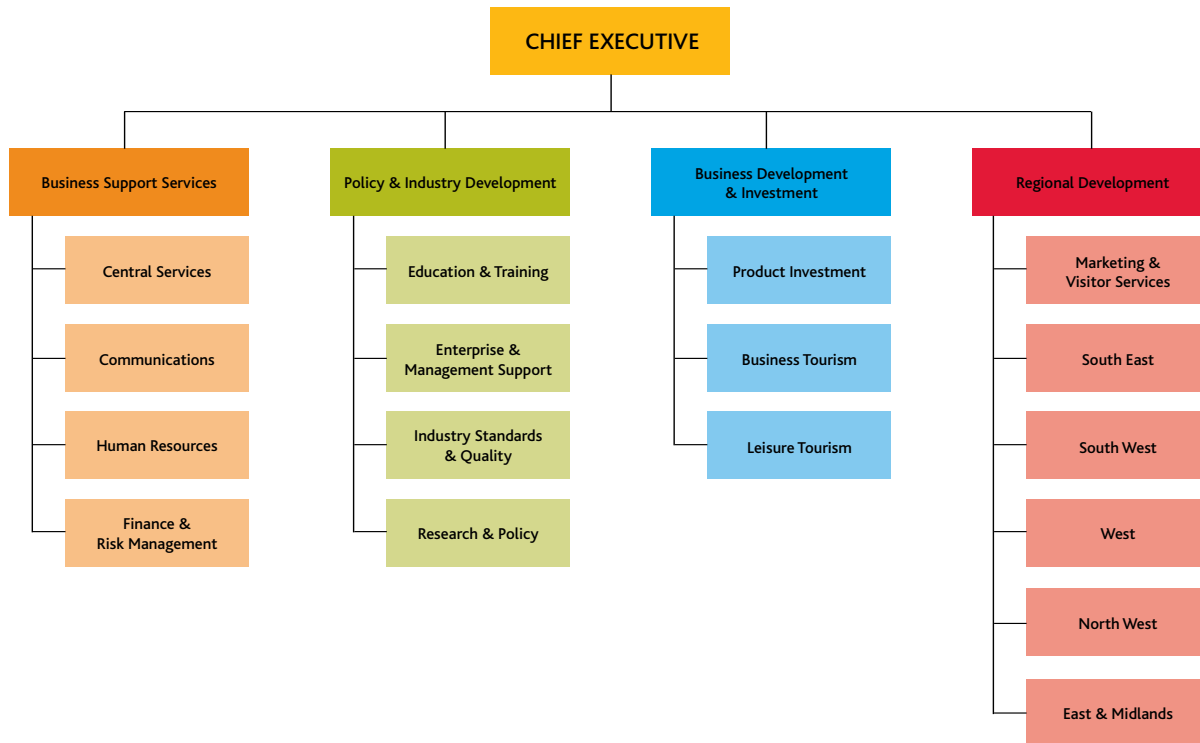 CHIEF EXECUTIVE
Business Support Services
Central Services
Communications
Human Resources
Finance &
Risk Management
Policy & Industry Development
Education & Training
Enterprise &
Management Support
Industry Standards
& Quality
Research & Policy
Business Development
& Investment
Product Investment
Business Tourism
Leisure Tourism
Regional Development
Marketing &
Visitor Services
South East
South West
West
North West
East & Midlands